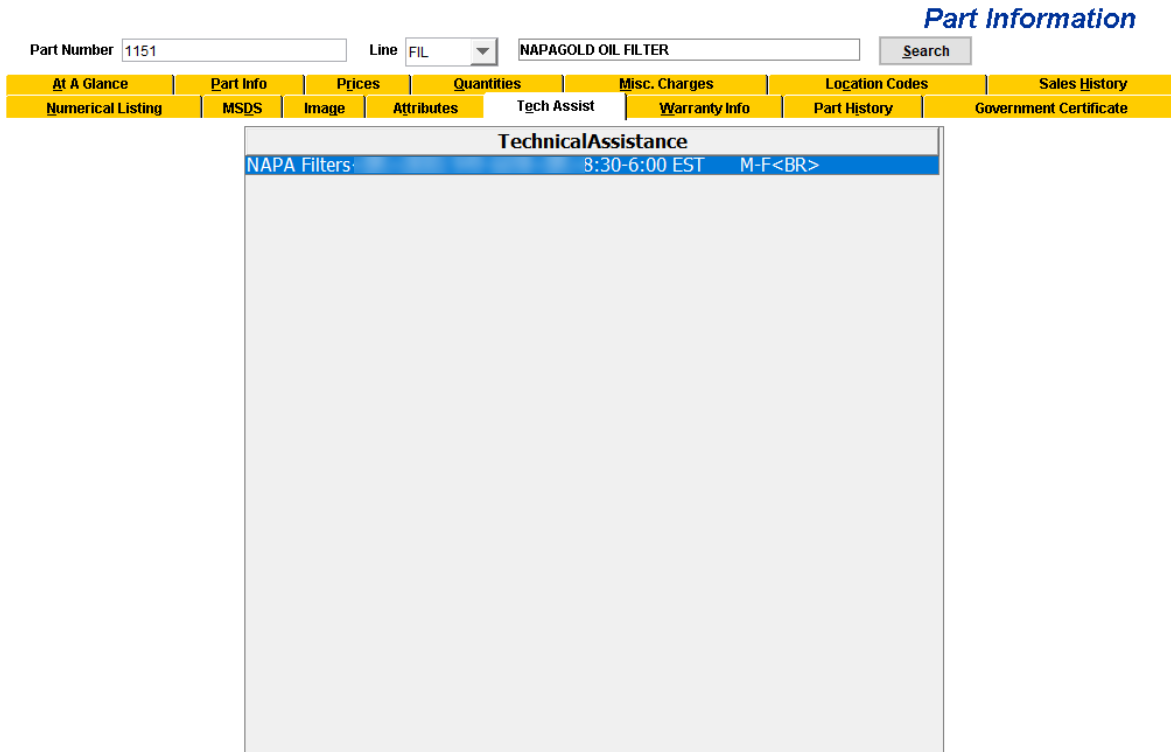 Part Information
Part Number 1151 Line FIL NAPAGOLD OIL FILTER Search
At A Glance Part Info Prices Quantities Misc. Charges Location Codes Sales History
Numerical Listing MSDS Image Attributes Tech Assist Warranty Info Part History Government Certificate
TechnicalAssistance
NAPA Filters 8:30-6:00 EST M-F<BR>